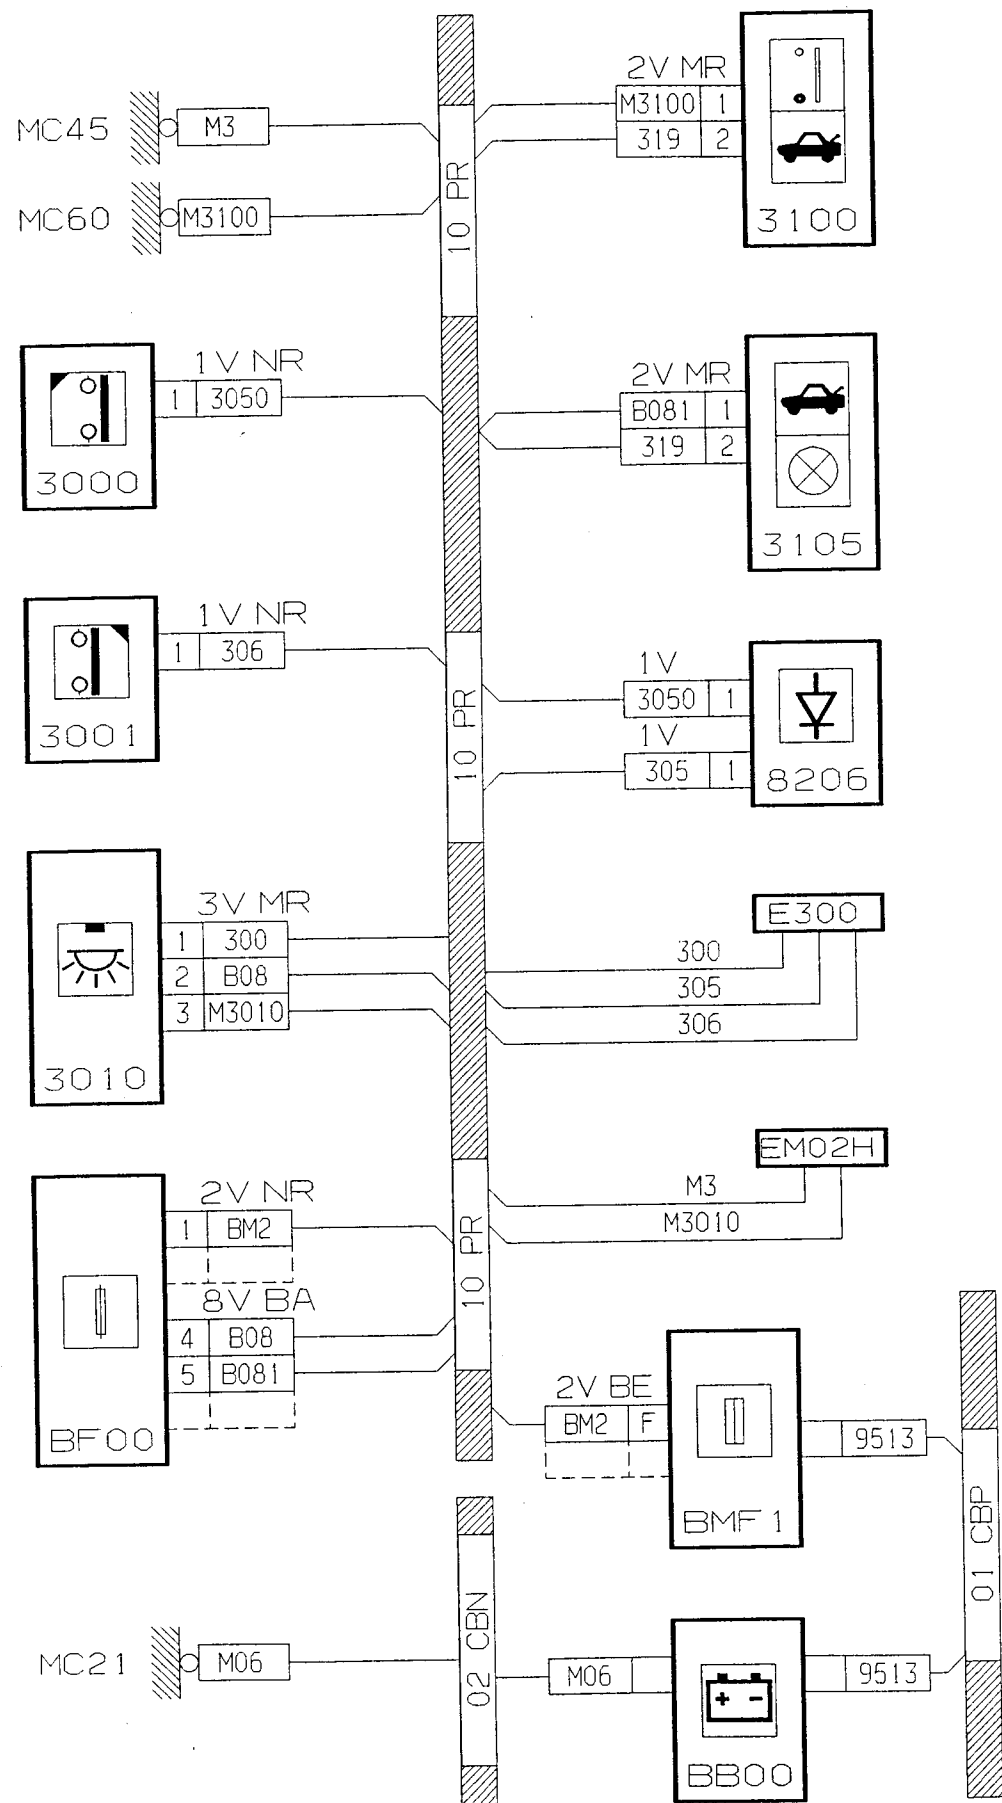 MC45
M3
MC60
M3100
10 PR
2V MR
M3100 1
319 2
3100
1V NR
1 3050
3000
2V MR
B081 1
319 2
3105
1V NR
1 306
3001
10 PR
1V
3050 1
1V
305 1
8206
3V MR
1 300
2 B08
3 M3010
3010
E300
300
305
306
EM02H
M3
M3010
2V NR
1 BM2
8V BA
4 B08
5 B081
BF00
10 PR
2V BE
BM2 F
BMF1
9513
01 CBP
MC21
M06
02 CBN
M06
+ -
BB00
9513